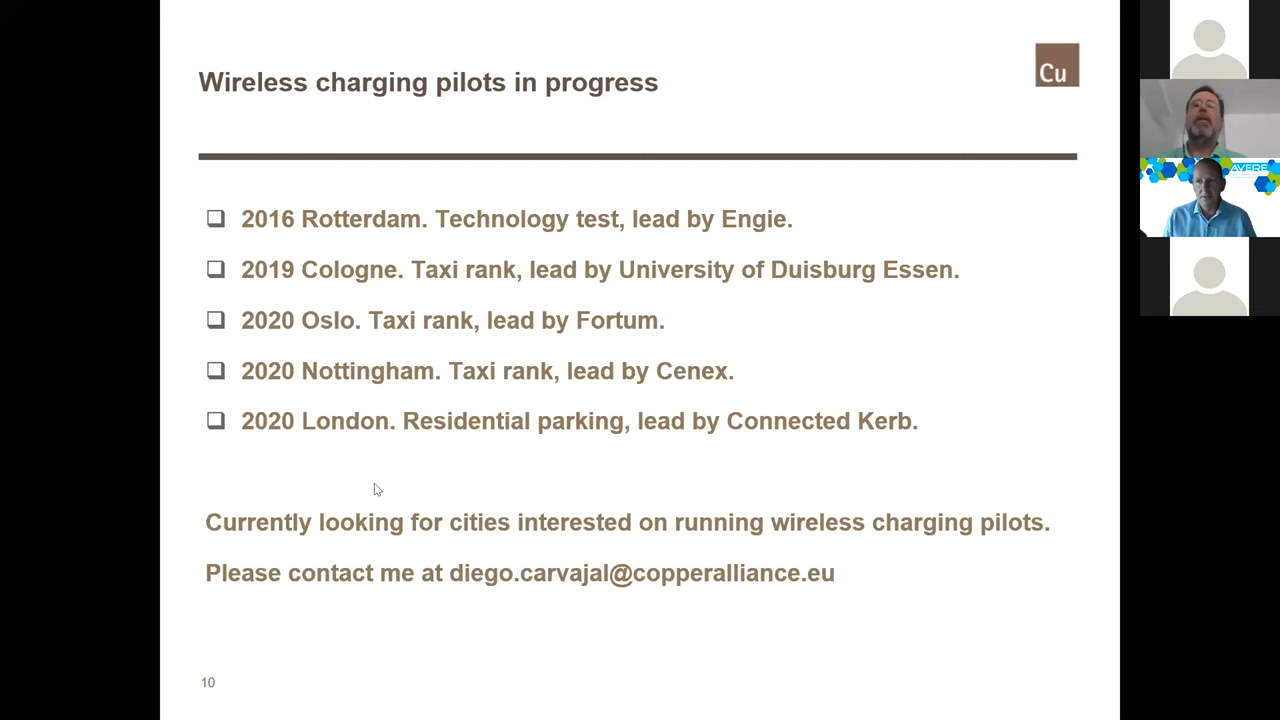 Wireless charging pilots in progress
Cu
AVERE
2016 Rotterdam. Technology test, lead by Engie.
2019 Cologne. Taxi rank, lead by University of Duisburg Essen.
2020 Oslo. Taxi rank, lead by Fortum.
2020 Nottingham. Taxi rank, lead by Cenex.
2020 London. Residential parking, lead by Connected Kerb.
Currently looking for cities interested on running wireless charging pilots.
Please contact me at diego.carvajal@copperalliance.eu
10